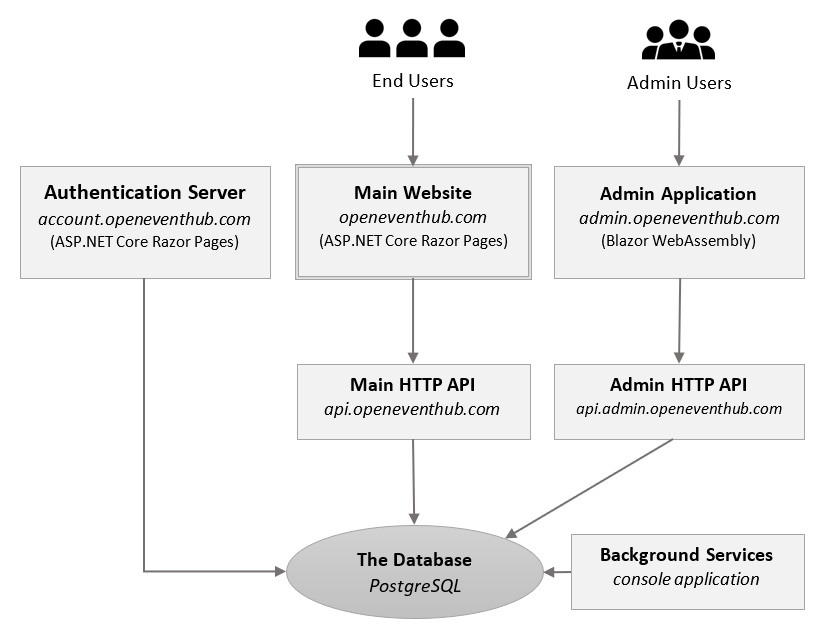 End Users
Admin Users
Authentication Server
account.openeventhub.com
(ASP.NET Core Razor Pages)
Main Website
openeventhub.com
(ASP.NET Core Razor Pages)
Admin Application
admin.openeventhub.com
(Blazor WebAssembly)
Main HTTP API
api.openeventhub.com
Admin HTTP API
api.admin.openeventhub.com
The Database
PostgreSQL
Background Services
console application